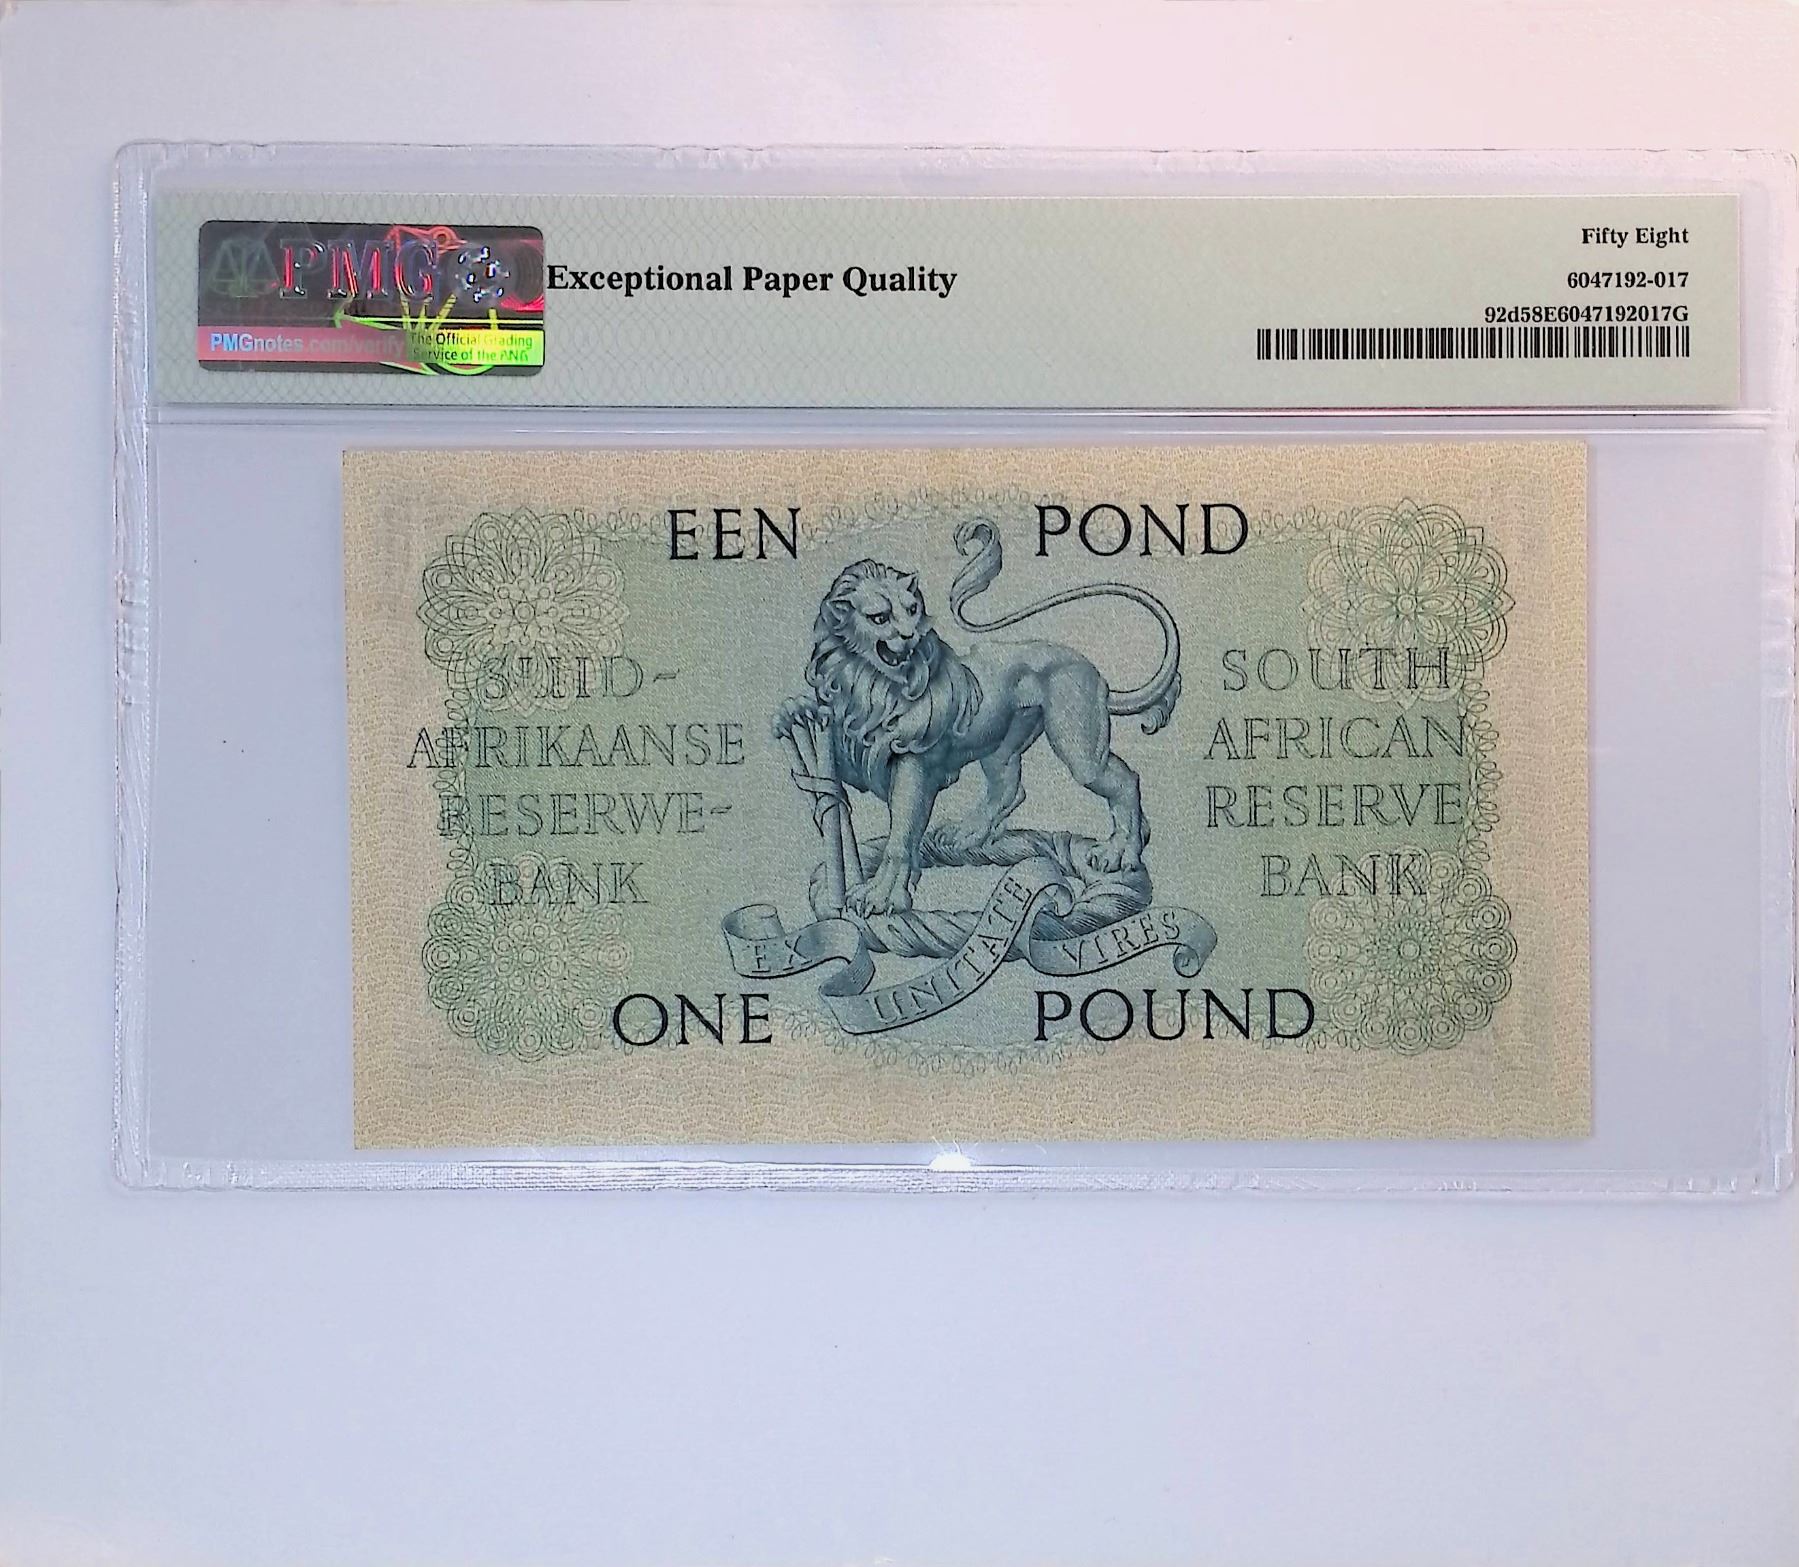 PMG
PMGnotes.com/verify
The Official Grading
Service of the ANA
Exceptional Paper Quality
Fifty Eight
6047192-017
92d58E6047192017G
EEN POND
SUID-
AFRIKAANSE
RESERWE-
BANK
SOUTH
AFRICAN
RESERVE
BANK
EX UNITATE VIRES
ONE POUND